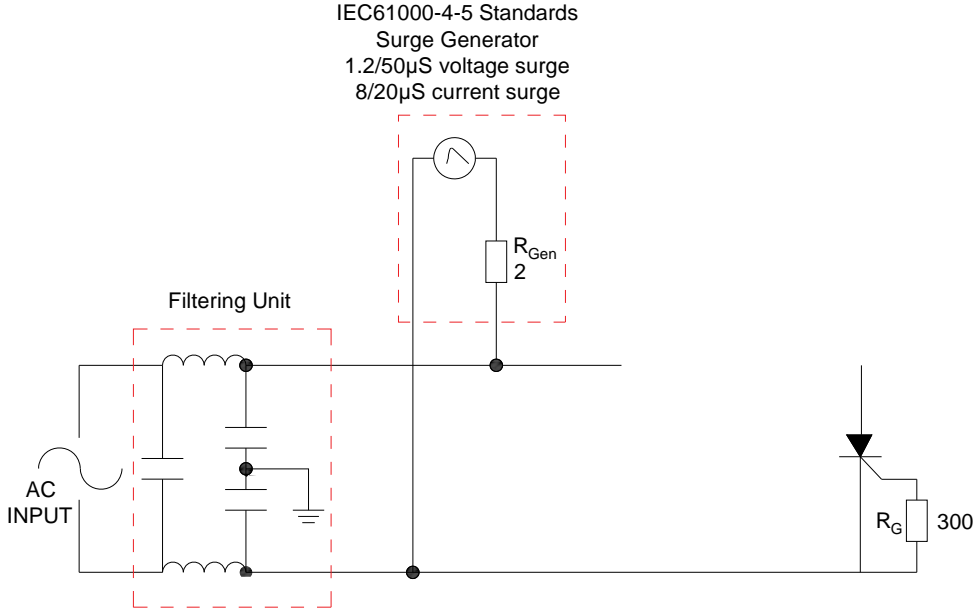 IEC61000-4-5 Standards
Surge Generator
1.2/50µS voltage surge
8/20µS current surge
RGen
2
Filtering Unit
AC
INPUT
RG 300